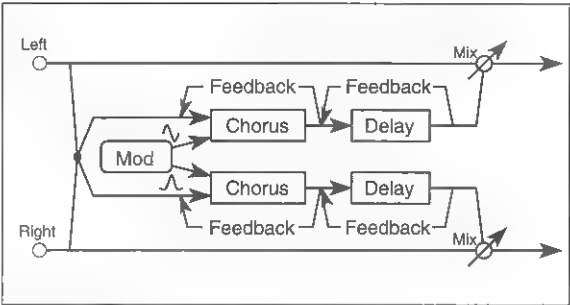 Left
Mix
Feedback
Feedback
Chorus
Delay
Mod
Chorus
Delay
Feedback
Feedback
Right
Mix